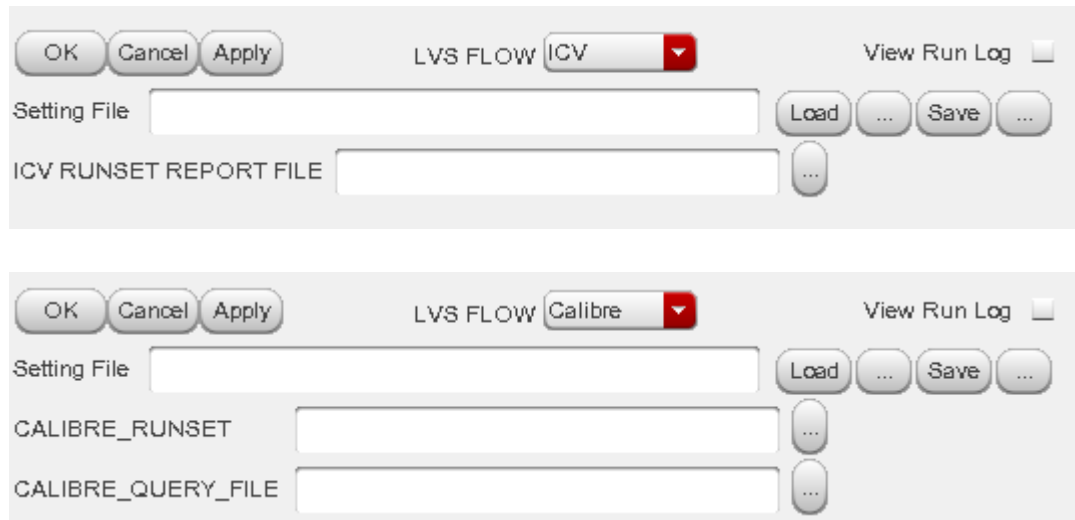 OK Cancel Apply LVS FLOW ICV View Run Log
Setting File Load ... Save ...
ICV RUNSET REPORT FILE ...
OK Cancel Apply LVS FLOW Calibre View Run Log
Setting File Load ... Save ...
CALIBRE_RUNSET ...
CALIBRE_QUERY_FILE ...